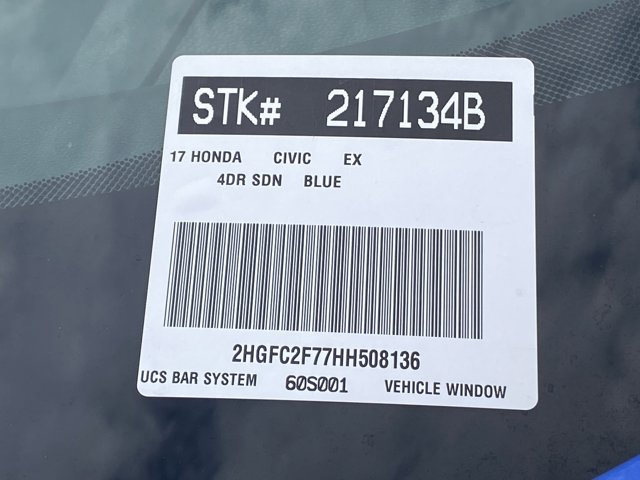 STK# 217134B
17 HONDA CIVIC EX
4DR SDN BLUE
2HGFC2F77HH508136
UCS BAR SYSTEM 60S001 VEHICLE WINDOW